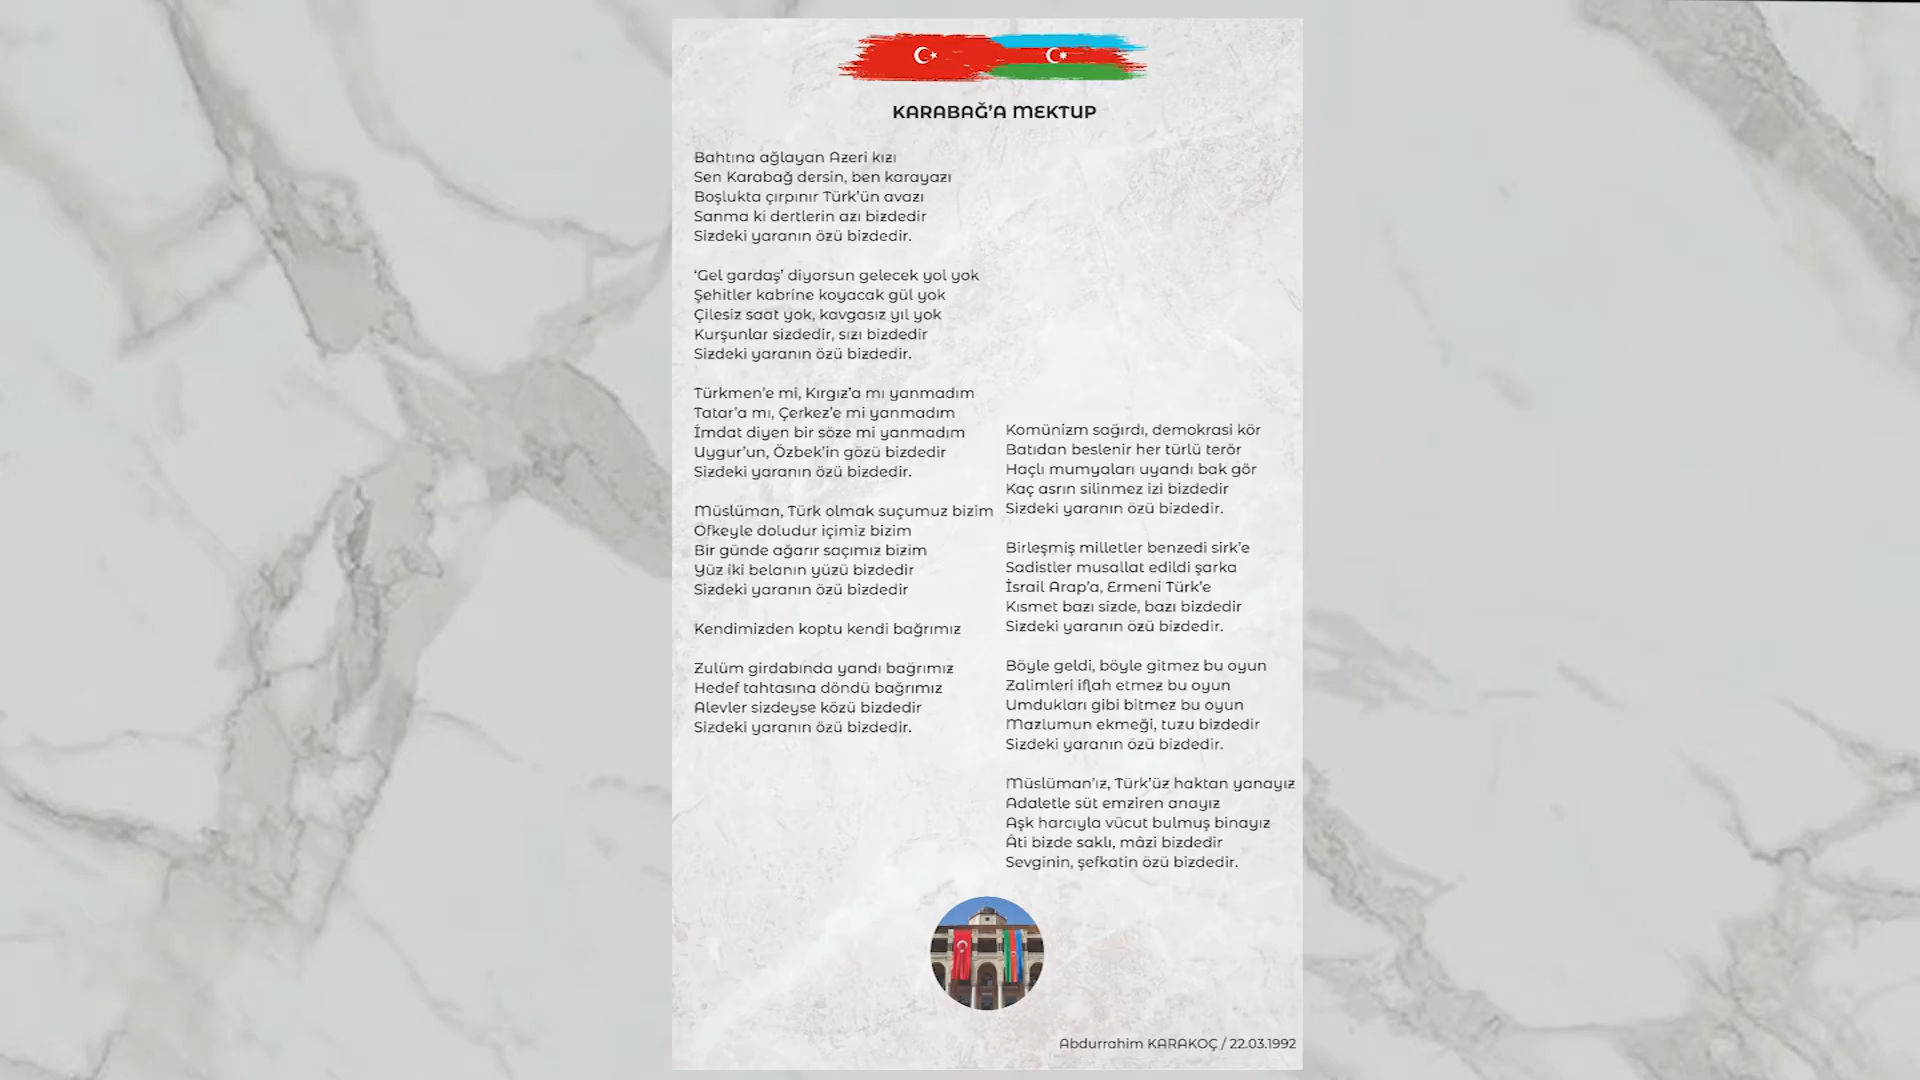 KARABAĞ'A MEKTUP
Bahtına ağlayan Azeri kızı
Sen Karabağ dersin, ben karayazı
Boşlukta çırpınır Türk'ün avazı
Sanma ki dertlerin azı bizdedir
Sizdeki yaranın özü bizdedir.
'Gel gardaş' diyorsun gelecek yol yok
Şehitler kabrine koyacak gül yok
Çilesiz saat yok, kavgasız yıl yok
Kurşunlar sizdedir, sızı bizdedir
Sizdeki yaranın özü bizdedir.
Türkmen'e mi, Kırgız'a mı yanmadım
Tatar'a mı, Çerkez'e mi yanmadım
İmdat diyen bir söze mi yanmadım
Uygur'un, Özbek'in gözü bizdedir
Sizdeki yaranın özü bizdedir.
Müslüman, Türk olmak suçumuz bizim
Öfkeyle doludur içimiz bizim
Bir günde ağarır saçımız bizim
Yüz iki belanın yüzü bizdedir
Sizdeki yaranın özü bizdedir
Kendimizden koptu kendi bağrımız
Zulüm girdabında yandı bağrımız
Hedef tahtasına döndü bağrımız
Alevler sizdeyse közü bizdedir
Sizdeki yaranın özü bizdedir.
Komünizm sağırdı, demokrasi kör
Batıdan beslenir her türlü terör
Haçlı mumyaları uyandı bak gör
Kaç asrın silinmez izi bizdedir
Sizdeki yaranın özü bizdedir.
Birleşmiş milletler benzedi sirk'e
Sadistler musallat edildi şarka
İsrail Arap'a, Ermeni Türk'e
Kısmet bazı sizde, bazı bizdedir
Sizdeki yaranın özü bizdedir.
Böyle geldi, böyle gitmez bu oyun
Zalimleri iflah etmez bu oyun
Umdukları gibi bitmez bu oyun
Mazlumun ekmeği, tuzu bizdedir
Sizdeki yaranın özü bizdedir.
Müslüman'ız, Türk'üz haktan yanayız
Adaletle süt emziren anayız
Aşk harcıyla vücut bulmuş binayız
Âti bizde saklı, mâzi bizdedir
Sevginin, şefkatin özü bizdedir.
Abdurrahim KARAKOÇ / 22.03.1992